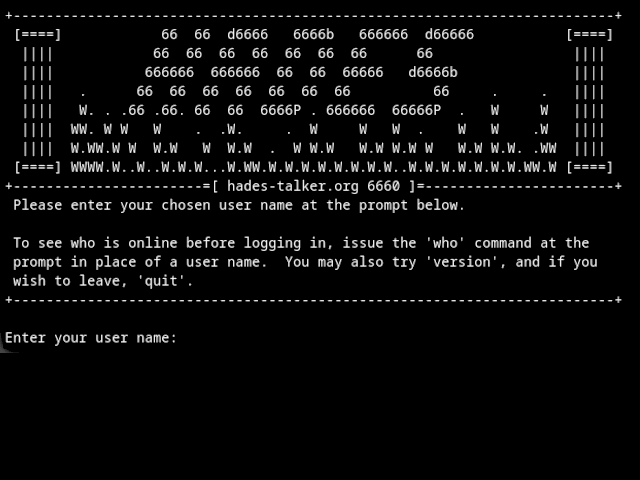 +-------------------------------------------------------------------------+
[====]            66  66  d6666   6666b   666666  d66666           [====]
 ||||            66  66  66  66  66  66  66      66                 ||||
 ||||           666666  666666  66  66  66666   d6666b              ||||
 ||||   .      66  66  66  66  66  66  66          66     .     .   ||||
 ||||   W. . .66 .66. 66  66  6666P . 666666  66666P  .   W     W   ||||
 ||||  WW. W W   W    .  .W.     .  W     W   W  .    W   W    .W   ||||
 ||||  W.WW.W W  W.W   W  W.W  .  W W.W   W.W W.W W   W.W W.W. .WW  ||||
[====] WWWW.W..W..W.W.W...W.WW.W.W.W.W.W.W.W.W..W.W.W.W.W.W.W.WW.W [====]
+-----------------------=[ hades-talker.org 6660 ]=-----------------------+
Please enter your chosen user name at the prompt below.
To see who is online before logging in, issue the 'who' command at the
prompt in place of a user name.  You may also try 'version', and if you
wish to leave, 'quit'.
+-------------------------------------------------------------------------+
Enter your user name: